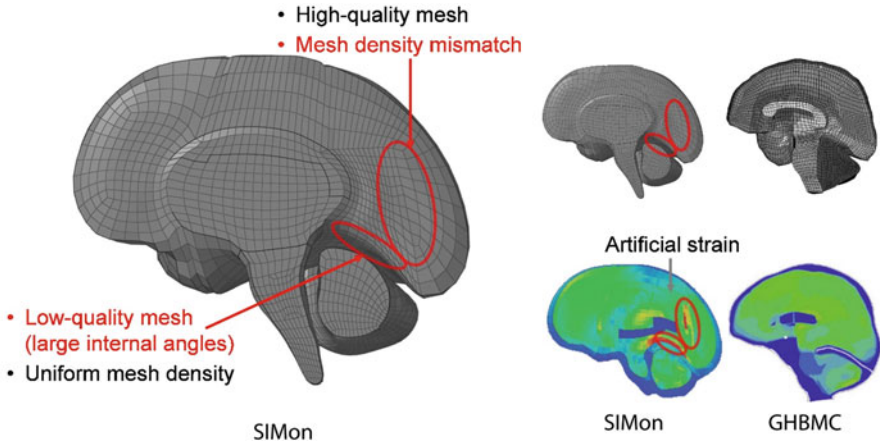 • High-quality mesh
• Mesh density mismatch
• Low-quality mesh
(large internal angles)
• Uniform mesh density
SIMon
Artificial strain
SIMon
GHBMC